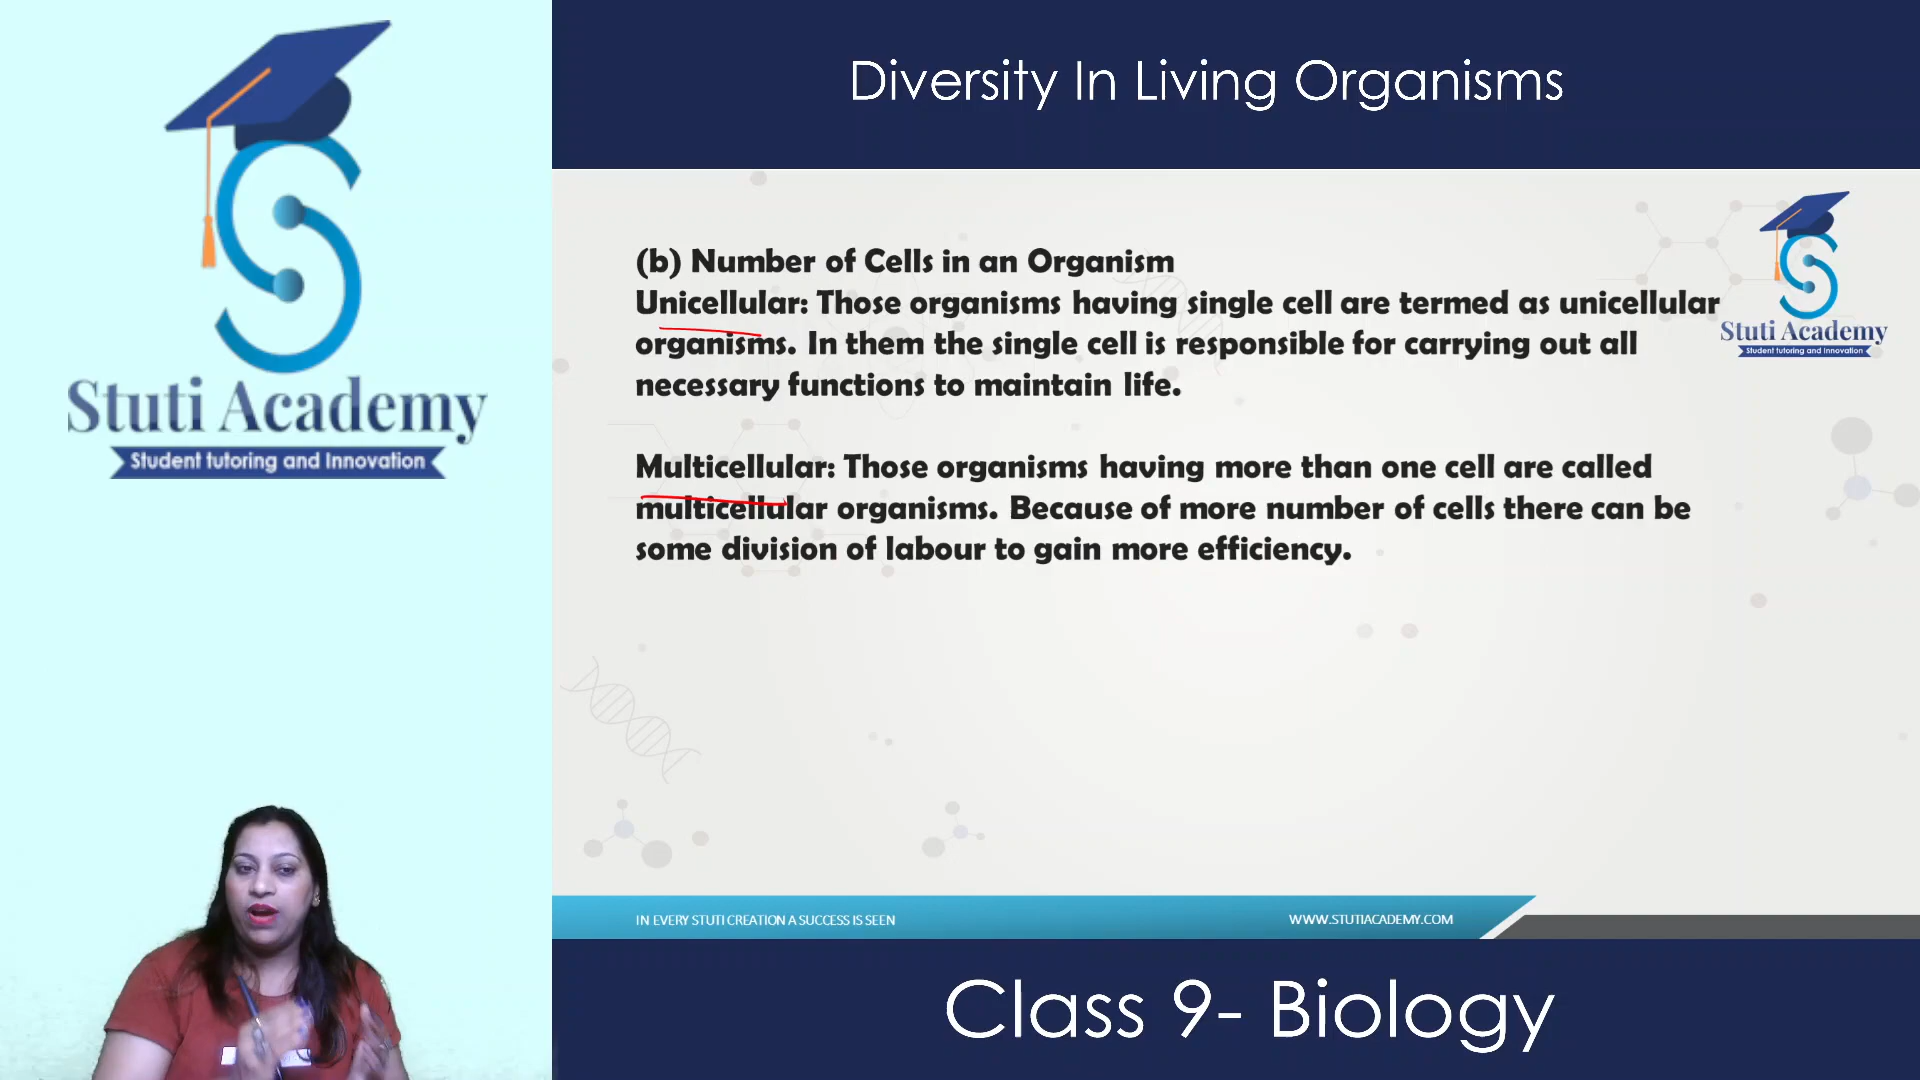 Stuti Academy
Student tutoring and Innovation
Diversity In Living Organisms
(b) Number of Cells in an Organism
Unicellular: Those organisms having single cell are termed as unicellular
organisms. In them the single cell is responsible for carrying out all
necessary functions to maintain life.
Multicellular: Those organisms having more than one cell are called
multicellular organisms. Because of more number of cells there can be
some division of labour to gain more efficiency.
Stuti Academy
Student tutoring and Innovation
IN EVERY STUTI CREATION A SUCCESS IS SEEN
WWW.STUTIACADEMY.COM
Class 9- Biology